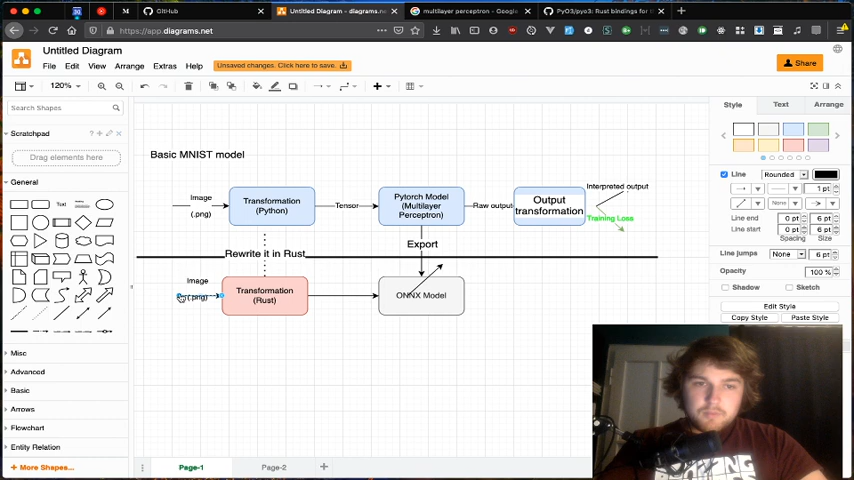 GitHub
Untitled Diagram - diagrams.net
multilayer perceptron - Google
PyO3/pyo3: Rust bindings for t
https://app.diagrams.net
Untitled Diagram
File Edit View Arrange Extras Help
Unsaved changes. Click here to save.
Share
120%
Search Shapes
Scratchpad
Drag elements here
General
Text
Misc
Advanced
Basic
Arrows
Flowchart
Entity Relation
+ More Shapes...
Basic MNIST model
Image
(.png)
Transformation
(Python)
Tensor
Pytorch Model
(Multilayer
Perceptron)
Raw output
Output
transformation
Interpreted output
Training Loss
Export
Rewrite it in Rust
Image
(.png)
Transformation
(Rust)
ONNX Model
Page-1
Page-2
Style
Text
Arrange
Line
Rounded
1 pt
None
Line end
0 pt
6 pt
Line start
0 pt
6 pt
Spacing
Size
Line jumps
None
6 pt
Opacity
100 %
Shadow
Sketch
Edit Style
Copy Style
Paste Style